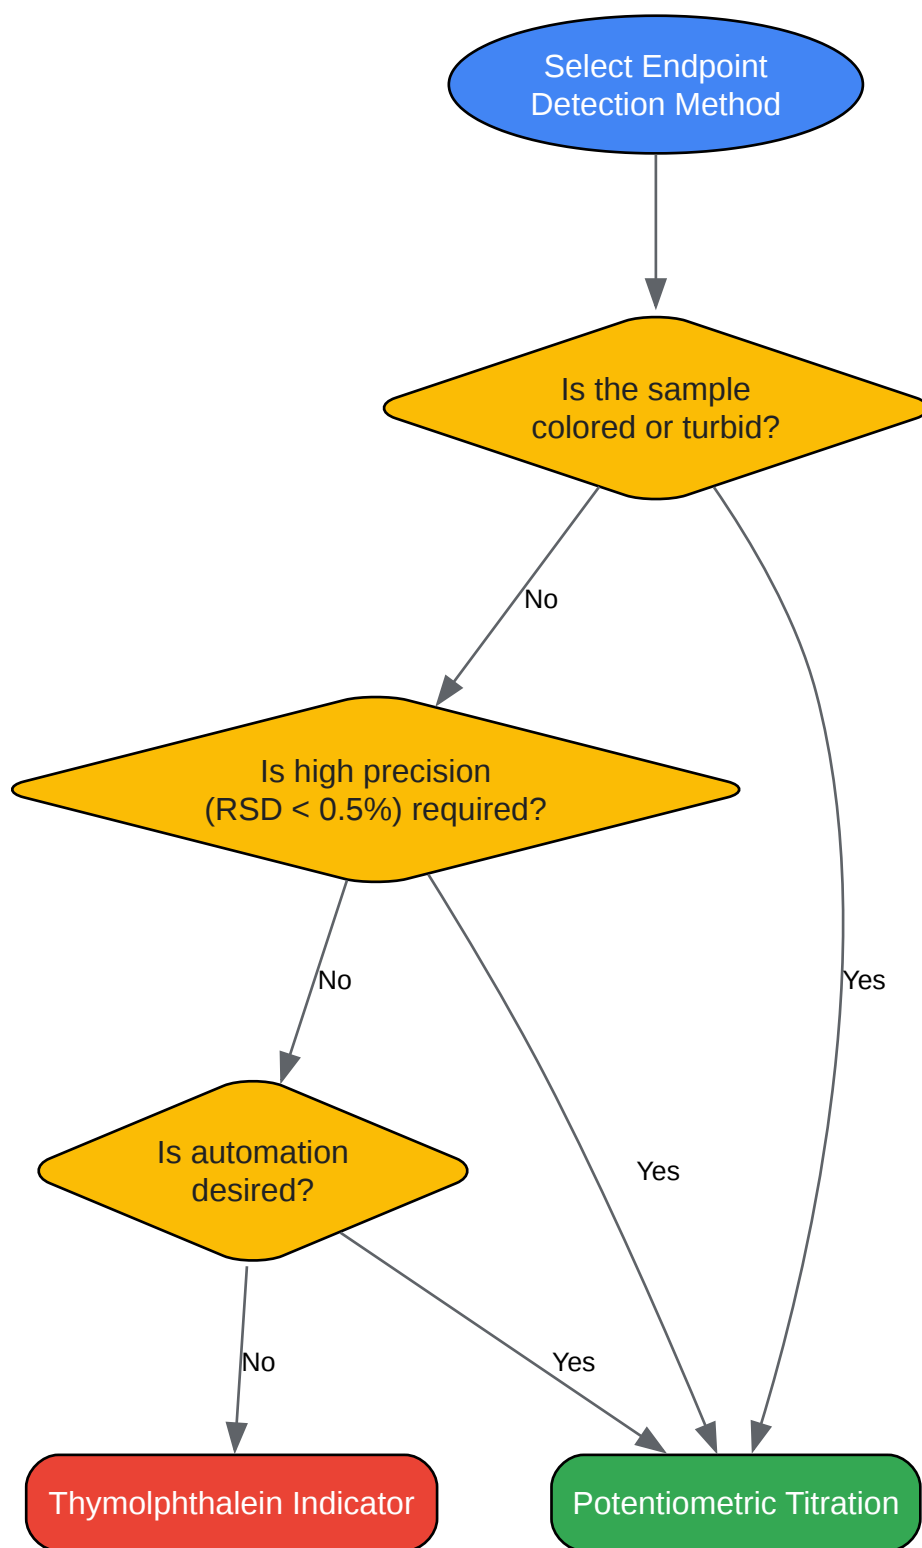 Select Endpoint
Detection Method
Is the sample
colored or turbid?
No
Is high precision
(RSD < 0.5%) required?
No
Yes
Is automation
desired?
Yes
No
Yes
Thymolphthalein Indicator
Potentiometric Titration